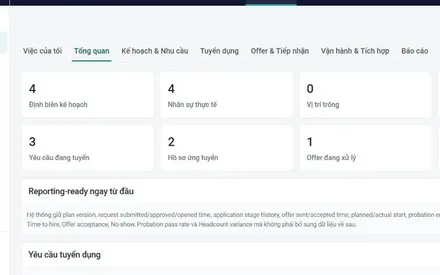 Việc của tôi Tổng quan Kế hoạch & Nhu cầu Tuyển dụng Offer & Tiếp nhận Vận hành & Tích hợp Báo cáo
4 4 0
Định biên kế hoạch Nhân sự thực tế Vị trí trống
3 2 1
Yêu cầu đang tuyển Hồ sơ ứng tuyển Offer đang xử lý
Reporting-ready ngay từ đầu
Hệ thống giữ plan version, request submitted/approved/opened time, application stage history, offer sent/accepted time, planned/actual start, probation
Time-to-hire, Offer acceptance, No-show, Probation pass rate và Headcount variance mà không phải bổ sung dữ liệu về sau.
Yêu cầu tuyển dụng